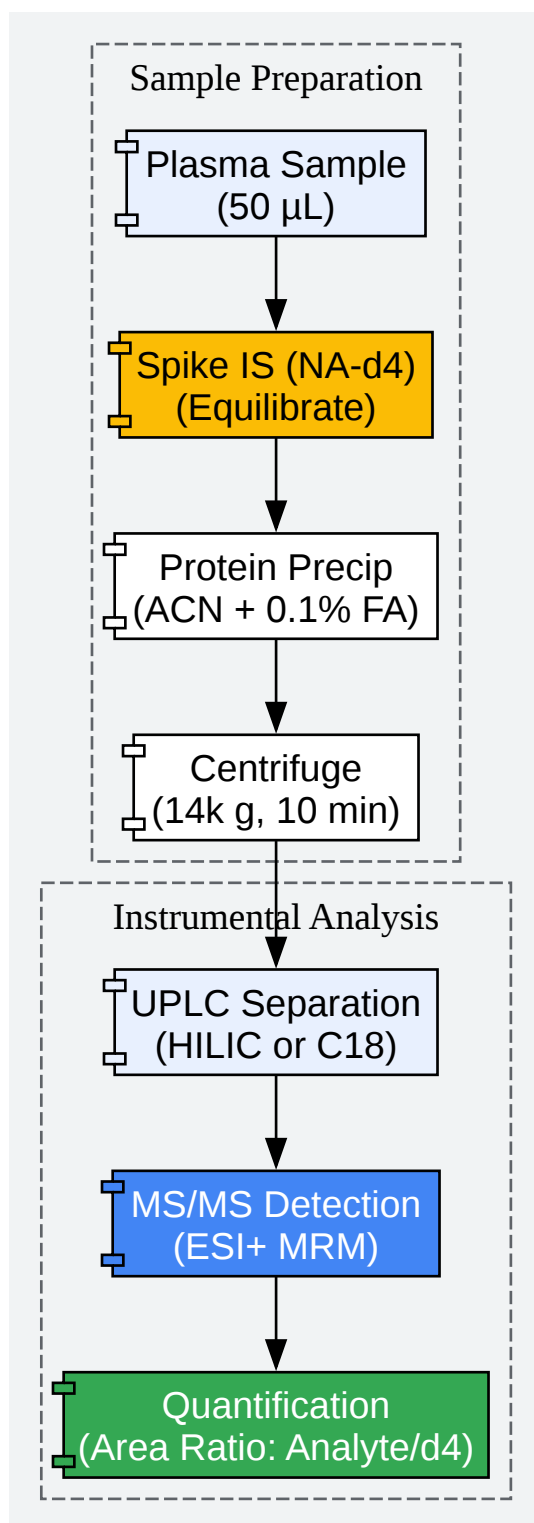 Sample Preparation
Plasma Sample
(50 µL)
Spike IS (NA-d4)
(Equilibrate)
Protein Precip
(ACN + 0.1% FA)
Centrifuge
(14k g, 10 min)
Instrumental Analysis
UPLC Separation
(HILIC or C18)
MS/MS Detection
(ESI+ MRM)
Quantification
(Area Ratio: Analyte/d4)